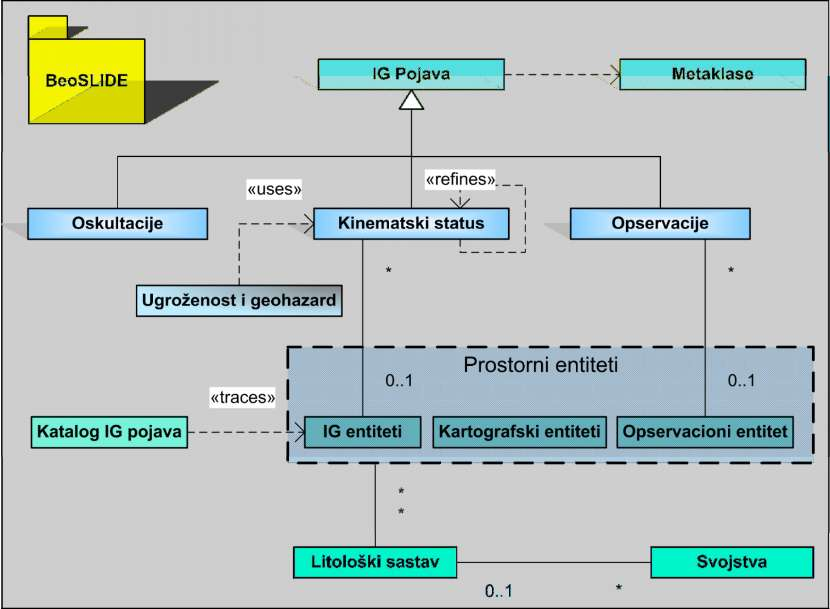 BeoSLIDE
IG Pojava
Metaklase
«uses»
«refines»
Oskultacije
Kinematski status
Opservacije
*
*
Ugroženost i geohazard
Prostorni entiteti
0..1
0..1
«traces»
Katalog IG pojava
IG entiteti
Kartografski entiteti
Opservacioni entitet
*
*
Litološki sastav
Svojstva
0..1
*